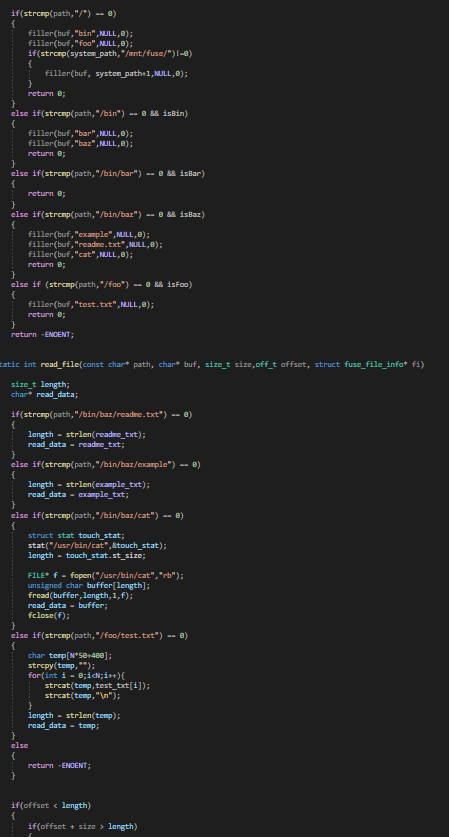 if(strcmp(path,"/") == 0)
{
filler(buf,"bin",NULL,0);
filler(buf,"foo",NULL,0);
if(strcmp(system_path,"/mnt/fuse/")!=0)
{
filler(buf, system_path+1,NULL,0);
}
return 0;
}
else if(strcmp(path,"/bin") == 0 && isBin)
{
filler(buf,"bar",NULL,0);
filler(buf,"baz",NULL,0);
return 0;
}
else if(strcmp(path,"/bin/bar") == 0 && isBar)
{
return 0;
}
else if(strcmp(path,"/bin/baz") == 0 && isBaz)
{
filler(buf,"example",NULL,0);
filler(buf,"readme.txt",NULL,0);
filler(buf,"cat",NULL,0);
return 0;
}
else if (strcmp(path,"/foo") == 0 && isFoo)
{
filler(buf,"test.txt",NULL,0);
return 0;
}
return -ENOENT;
tatic int read_file(const char* path, char* buf, size_t size,off_t offset, struct fuse_file_info* fi)
size_t length;
char* read_data;
if(strcmp(path,"/bin/baz/readme.txt") == 0)
{
length = strlen(readme_txt);
read_data = readme_txt;
}
else if(strcmp(path,"/bin/baz/example") == 0)
{
length = strlen(example_txt);
read_data = example_txt;
}
else if(strcmp(path,"/bin/baz/cat") == 0)
{
struct stat touch_stat;
stat("/usr/bin/cat",&touch_stat);
length = touch_stat.st_size;
FILE* f = fopen("/usr/bin/cat","rb");
unsigned char buffer[length];
fread(buffer,length,1,f);
read_data = buffer;
fclose(f);
}
else if(strcmp(path,"/foo/test.txt") == 0)
{
char temp[N*50+400];
strcpy(temp,"");
for(int i = 0;i<N;i++){
strcat(temp,test_txt[i]);
strcat(temp,"\n");
}
length = strlen(temp);
read_data = temp;
}
else
{
return -ENOENT;
}
if(offset < length)
{
if(offset + size > length)
{